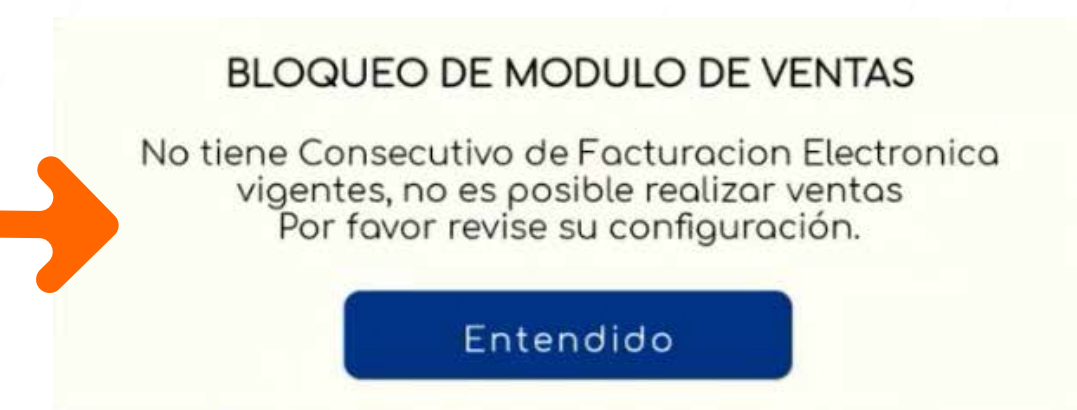 BLOQUEO DE MODULO DE VENTAS
No tiene Consecutivo de Facturacion Electronica
vigentes, no es posible realizar ventas
Por favor revise su configuración.
Entendido